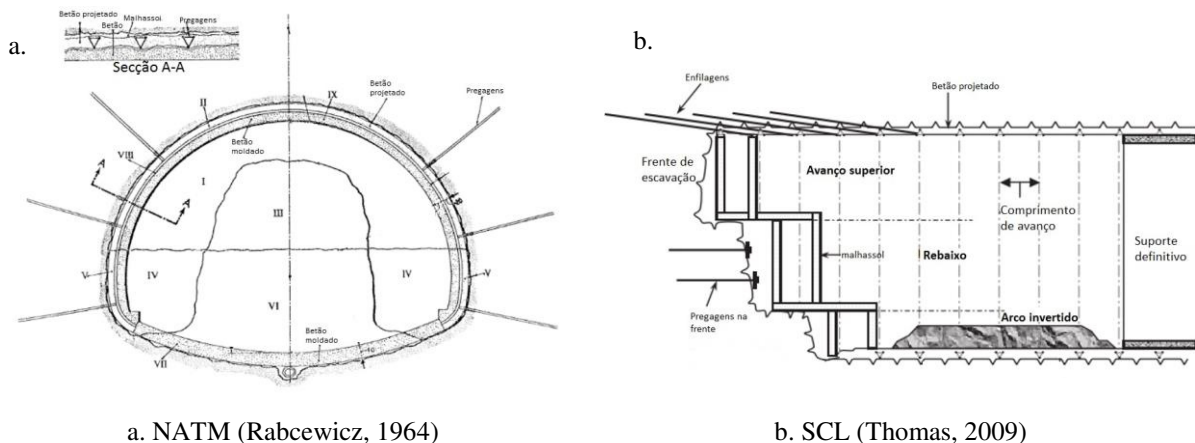 a.
Betão projetado
Betão
Malhassol
Pregagens
Secção A-A
II
IX
Betão
projetado
Pregagens
Betão
moldado
VIII
A
A
I
III
IV
IV
V
V
VI
Betão
moldado
VII
b.
Enfilagens
Betão projetado
Frente de
escavação
Avanço superior
Comprimento
de avanço
malhassol
Rebaixo
Suporte
definitivo
Pregagens na
frente
Arco invertido
a. NATM (Rabcewicz, 1964)
b. SCL (Thomas, 2009)